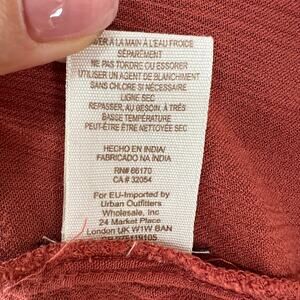 LAVER À LA MAIN À L'EAU FROIDE
SÉPARÉMENT
NE PAS TORDRE OU ESSORER
UTILISER UN AGENT DE BLANCHIMENT
SANS CHLORE SI NÉCESSAIRE
LIGNE SEC
REPASSER, AU BESOIN, À TRÈS
BASSE TEMPÉRATURE
PEUT-ÊTRE ÊTRE NETTOYÉE SEC
HECHO EN INDIA/
FABRICADO NA ÍNDIA
RN# 66170
CA # 32054
For EU-Imported by
Urban Outfitters
Wholesale, Inc
24 Market Place
London UK W1W 8AN